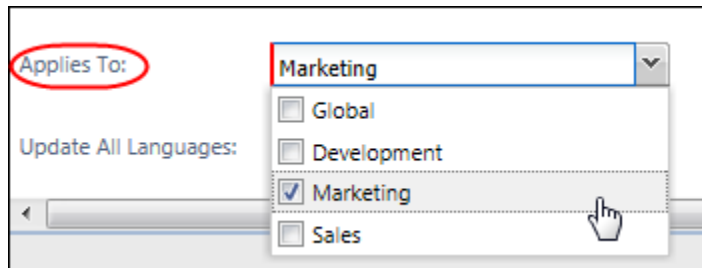 Applies To:
Marketing
Global
Development
Update All Languages:
Marketing
Sales